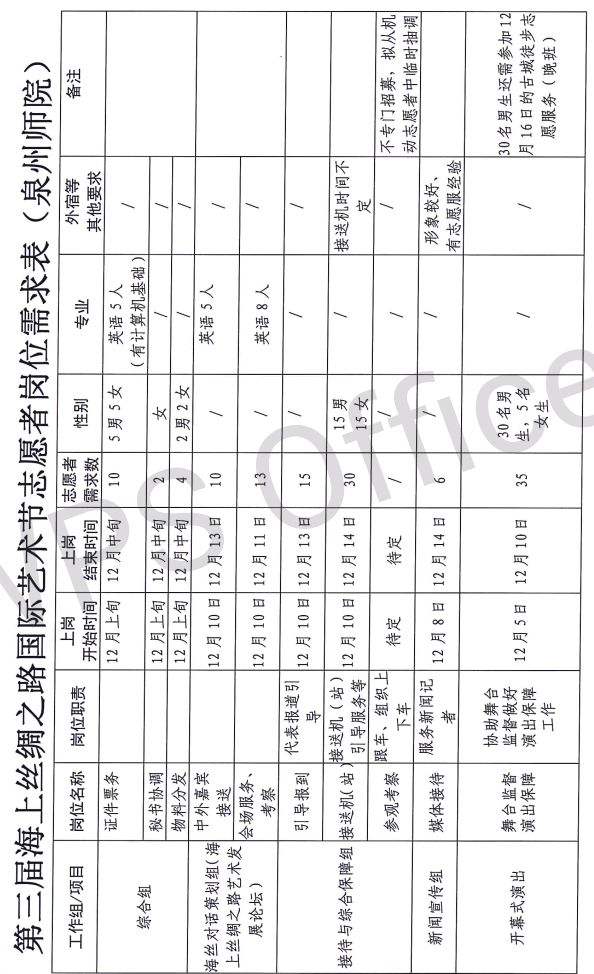 第三届海上丝绸之路国际艺术节志愿者岗位需求表（泉州师院）
工作组/项目 岗位名称 岗位职责 上岗开始时间 上岗结束时间 志愿者需求数 性别 专业 外宿等其他要求 备注
综合组 证件票务 12月上旬 12月中旬 10 5男5女 英语5人（有计算机基础） /
秘书协调 12月上旬 12月中旬 2 女 / /
物料分发 12月上旬 12月中旬 4 2男2女 / /
海丝对话策划组（海上丝绸之路艺术发展论坛） 中外嘉宾接送 12月10日 12月13日 10 / 英语5人 /
会场服务、考察 12月10日 12月11日 13 / 英语8人 /
接待与综合保障组 引导报到 代表报道引导 12月10日 12月13日 15 / / /
接送机（站） 接送机（站）引导服务等 12月10日 12月14日 30 15男15女 / 接送机时间不定
参观考察 跟车、组织上下车 待定 待定 / / / / 不专门招募，拟从机动志愿者中临时抽调
新闻宣传组 媒体接待 服务新闻记者 12月8日 12月14日 6 / / 形象较好、有志愿服经验
开幕式演出 舞台监督演出保障 协助舞台监督做好演出保障工作 12月5日 12月10日 35 30名男生，5名女生 / / 30名男生还需参加12月16日的古城徒步志愿服务（晚班）
WPS Office